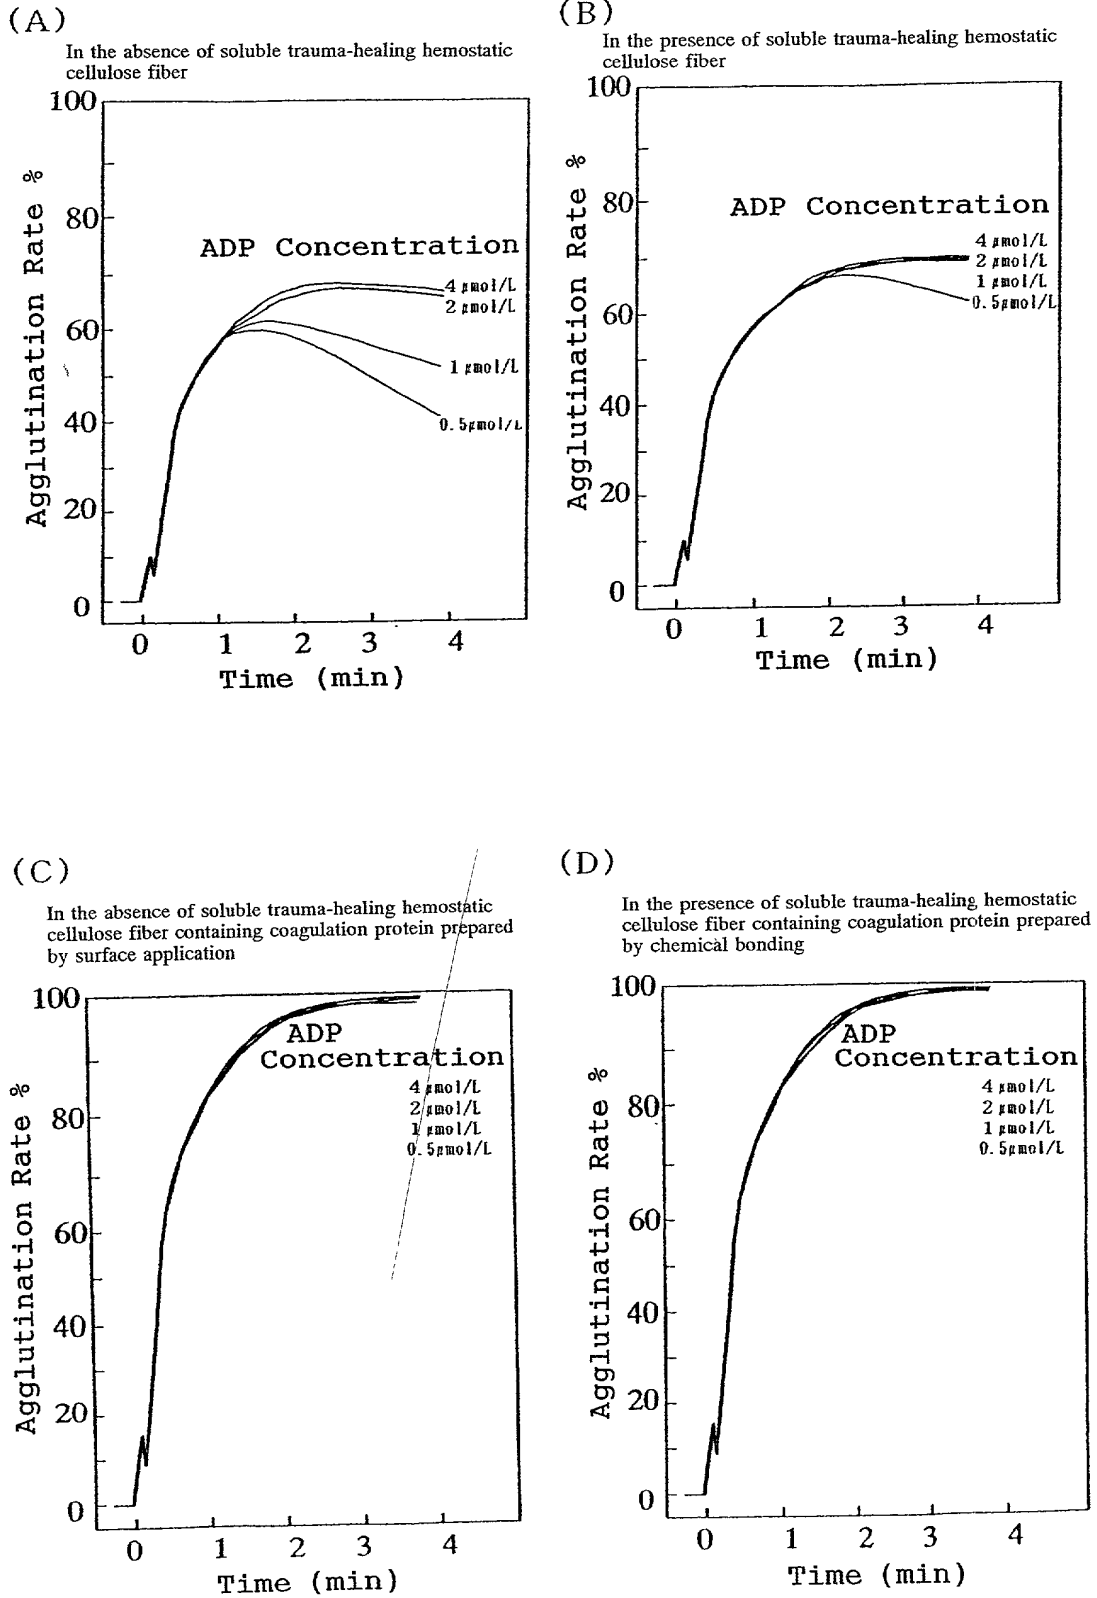 (A)
In the absence of soluble trauma-healing hemostatic
cellulose fiber
100
80
60
40
20
0
Agglutination Rate %
ADP Concentration
4 µmol/L
2 µmol/L
1 µmol/L
0.5µmol/L
0 1 2 3 4
Time (min)
(B)
In the presence of soluble trauma-healing hemostatic
cellulose fiber
100
80
60
40
20
0
Agglutination Rate %
ADP Concentration
4 µmol/L
2 µmol/L
1 µmol/L
0.5µmol/L
0 1 2 3 4
Time (min)
(C)
In the absence of soluble trauma-healing hemostatic
cellulose fiber containing coagulation protein prepared
by surface application
100
80
60
40
20
0
Agglutination Rate %
ADP
Concentration
4 µmol/L
2 µmol/L
1 µmol/L
0.5µmol/L
0 1 2 3 4
Time (min)
(D)
In the presence of soluble trauma-healing hemostatic
cellulose fiber containing coagulation protein prepared
by chemical bonding
100
80
60
40
20
0
Agglutination Rate %
ADP
Concentration
4 µmol/L
2 µmol/L
1 µmol/L
0.5µmol/L
0 1 2 3 4
Time (min)